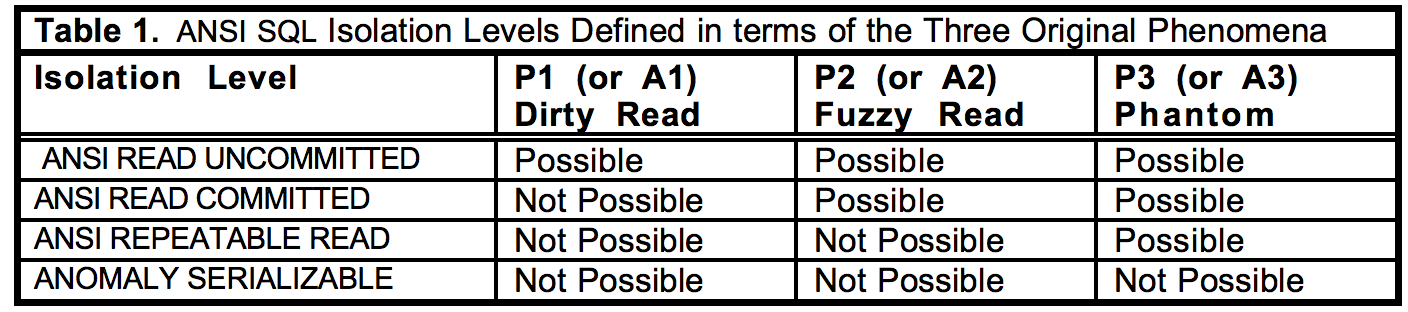 Table 1. ANSI SQL Isolation Levels Defined in terms of the Three Original Phenomena
Isolation Level P1 (or A1) Dirty Read P2 (or A2) Fuzzy Read P3 (or A3) Phantom
ANSI READ UNCOMMITTED Possible Possible Possible
ANSI READ COMMITTED Not Possible Possible Possible
ANSI REPEATABLE READ Not Possible Not Possible Possible
ANOMALY SERIALIZABLE Not Possible Not Possible Not Possible